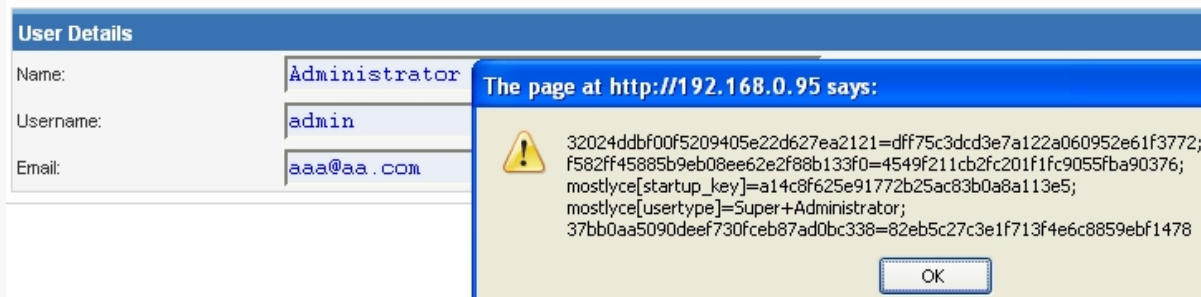 User Details
Name: Administrator
Username: admin
Email: aaa@aa.com
The page at http://192.168.0.95 says:
32024ddbf00f5209405e22d627ea2121=dff75c3dcd3e7a122a060952e61f3772;
f582ff45885b9eb08ee62e2f88b133f0=4549f211cb2fc201f1fc9055fba90376;
mostlyce[startup_key]=a14c8f625e91772b25ac83b0a8a113e5;
mostlyce[usertype]=Super+Administrator;
37bb0aa5090deef730fceb87ad0bc338=82eb5c27c3e1f713f4e6c8859ebf1478
OK